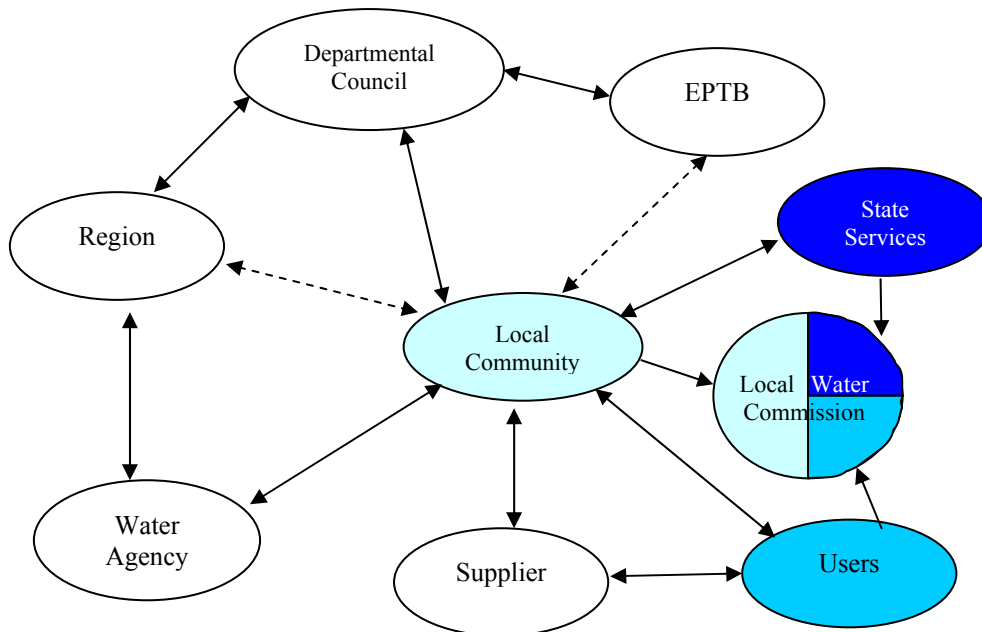 Departmental
Council
EPTB
State
Services
Region
Local
Community
Local Water
Commission
Water
Agency
Supplier
Users